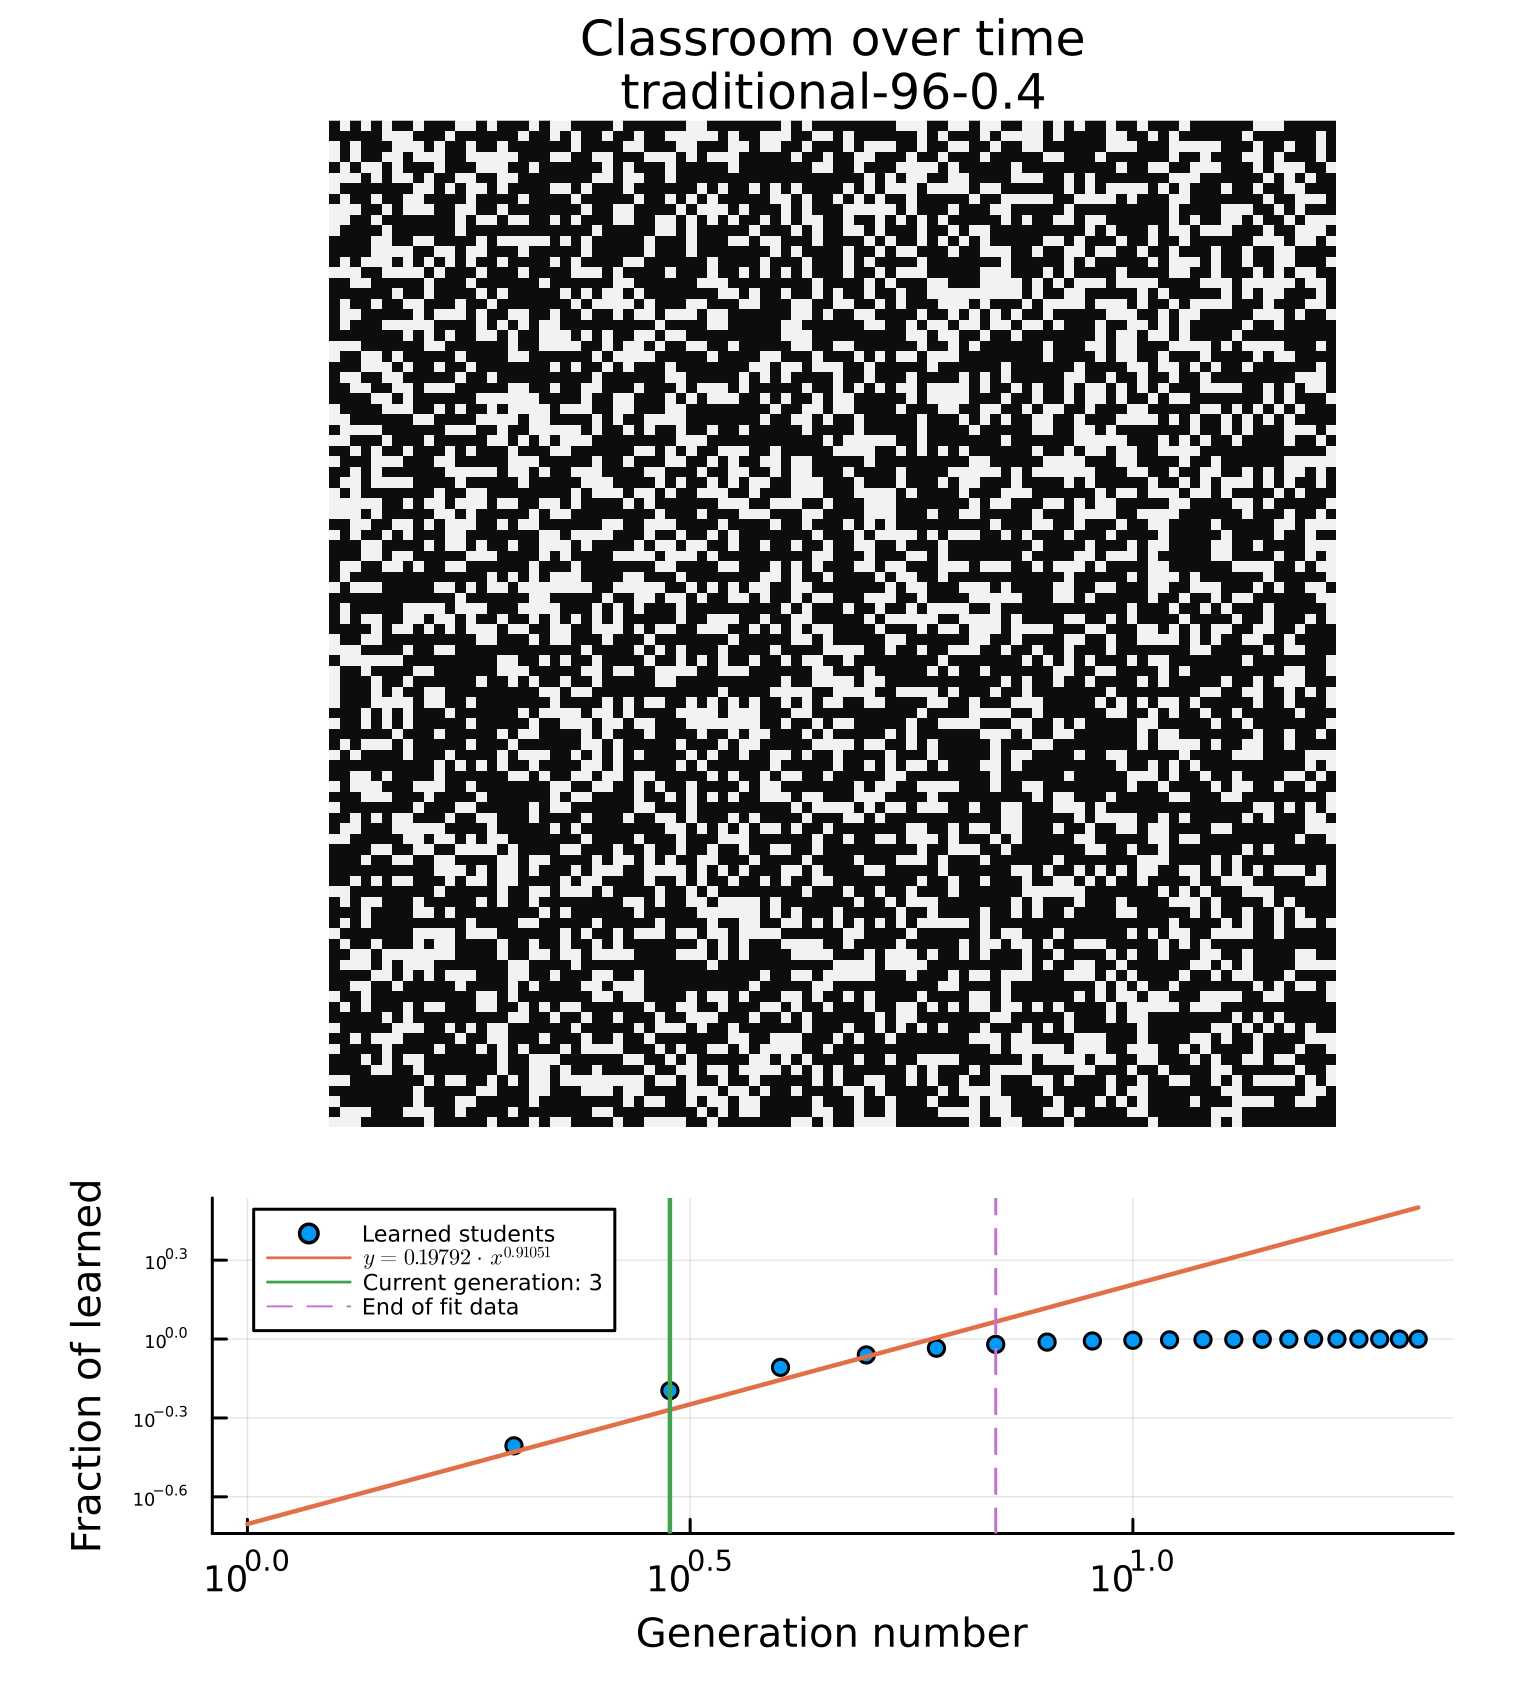 Classroom over time
traditional-96-0.4
Fraction of learned
10^0.3
10^0.0
10^−0.3
10^−0.6
Learned students
y = 0.19792 · x^0.91051
Current generation: 3
End of fit data
10^0.0
10^0.5
10^1.0
Generation number